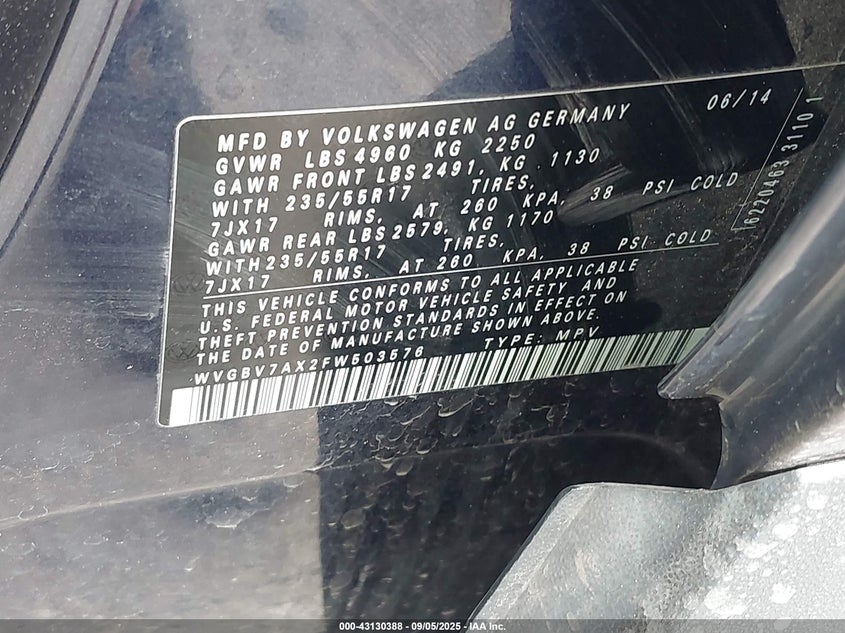 MFD BY VOLKSWAGEN AG GERMANY 06/14
GVWR LBS 4960 KG 2250
GAWR FRONT LBS 2491, KG 1130
WITH 235/55R17 TIRES,
7JX17 RIMS, AT 260 KPA, 38 PSI COLD
GAWR REAR LBS 2579, KG 1170
WITH 235/55R17 TIRES,
7JX17 RIMS, AT 260 KPA, 38 PSI COLD
THIS VEHICLE CONFORMS TO ALL APPLICABLE
U.S. FEDERAL MOTOR VEHICLE SAFETY AND
THEFT PREVENTION STANDARDS IN EFFECT ON
THE DATE OF MANUFACTURE SHOWN ABOVE.
WVGBV7AX2FW503576 TYPE: MPV
6220463 3110 1
000-43130388 - 09/05/2025 - IAA Inc.